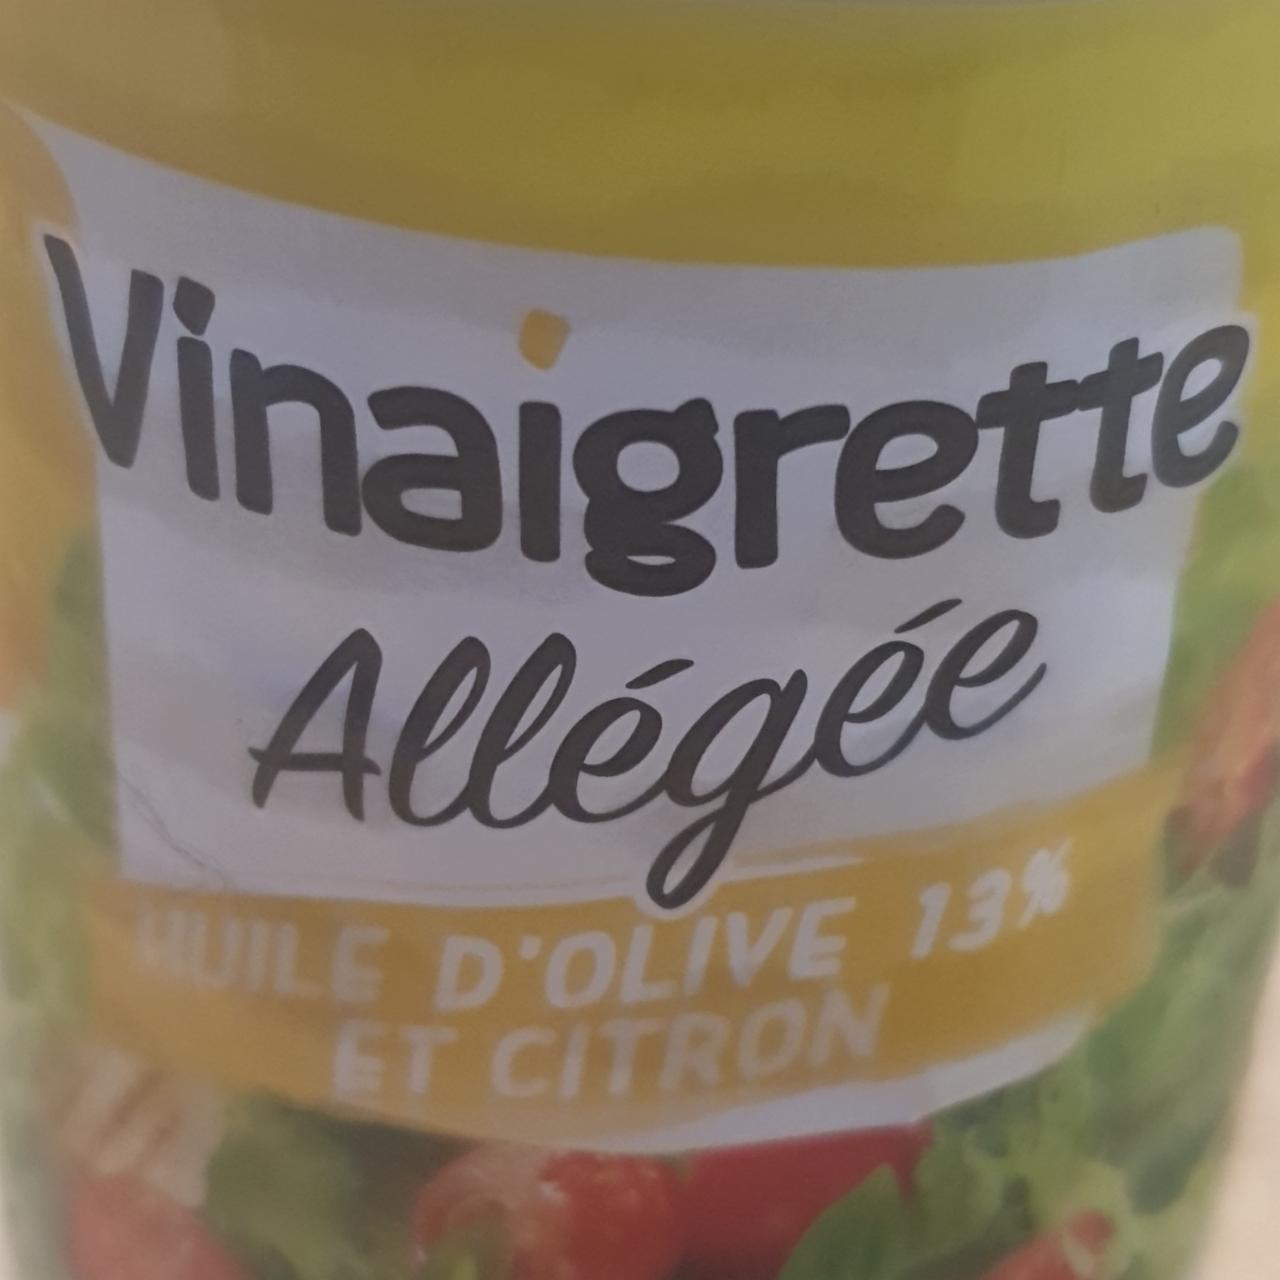 Vinaigrette
Allégée
HUILE D'OLIVE 13%
ET CITRON